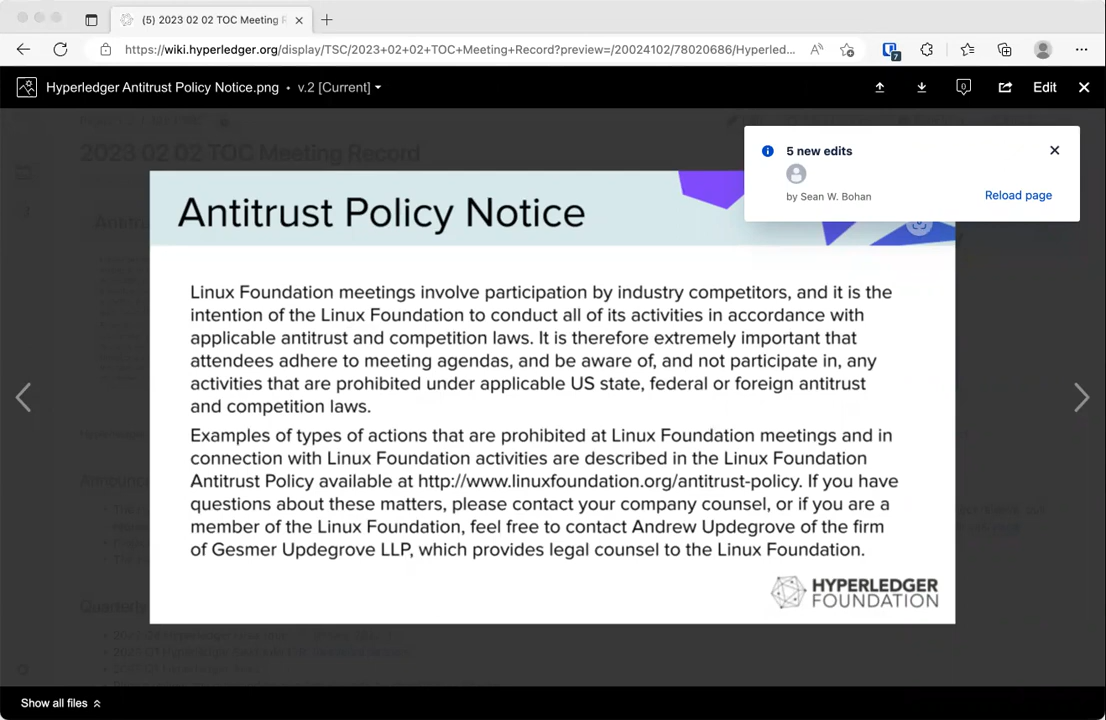 (5) 2023 02 02 TOC Meeting R
https://wiki.hyperledger.org/display/TSC/2023+02+02+TOC+Meeting+Record?preview=/20024102/78020686/Hyperled...
7
Hyperledger Antitrust Policy Notice.png • v.2 [Current]
0
Edit
2023 02 02 TOC Meeting Record
5 new edits
by Sean W. Bohan
Reload page
Antitrust Policy Notice
Linux Foundation meetings involve participation by industry competitors, and it is the
intention of the Linux Foundation to conduct all of its activities in accordance with
applicable antitrust and competition laws. It is therefore extremely important that
attendees adhere to meeting agendas, and be aware of, and not participate in, any
activities that are prohibited under applicable US state, federal or foreign antitrust
and competition laws.
Examples of types of actions that are prohibited at Linux Foundation meetings and in
connection with Linux Foundation activities are described in the Linux Foundation
Antitrust Policy available at http://www.linuxfoundation.org/antitrust-policy. If you have
questions about these matters, please contact your company counsel, or if you are a
member of the Linux Foundation, feel free to contact Andrew Updegrove of the firm
of Gesmer Updegrove LLP, which provides legal counsel to the Linux Foundation.
HYPERLEDGER
FOUNDATION
Show all files